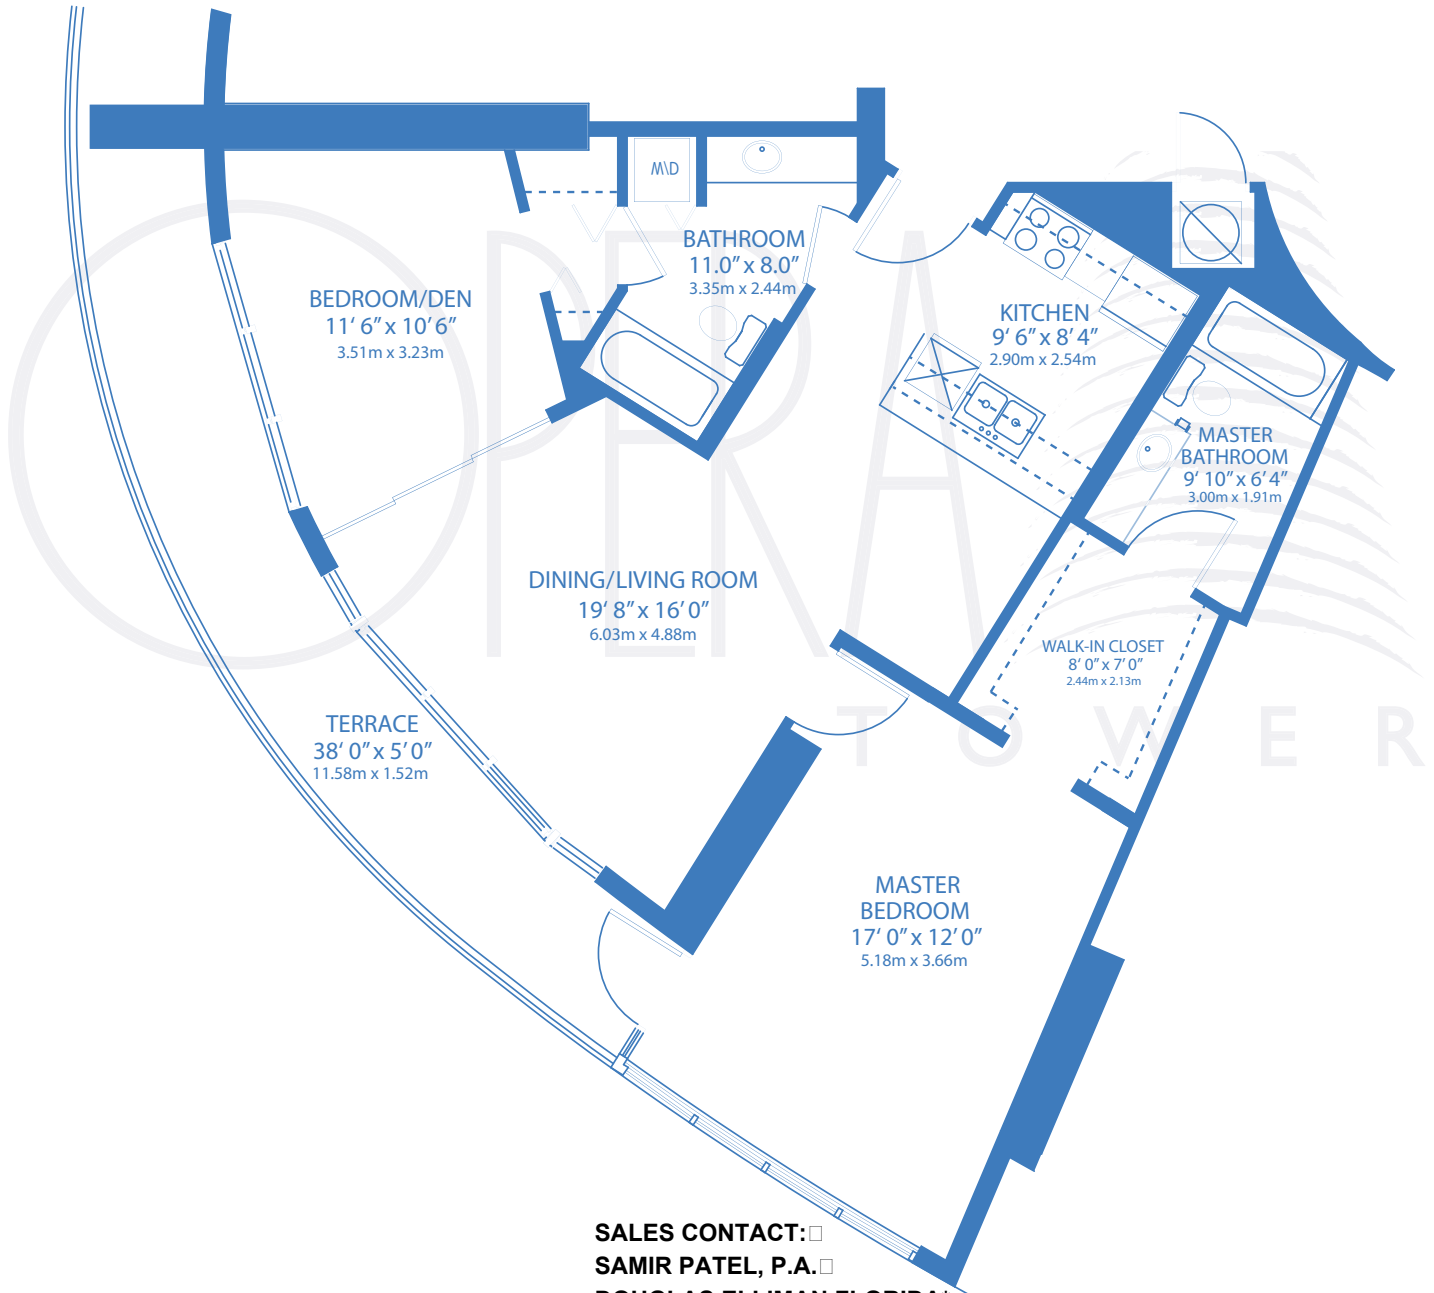 M\D
BATHROOM
11.0” x 8.0”
3.35m x 2.44m
BEDROOM/DEN
11‘ 6” x 10’ 6”
3.51m x 3.23m
KITCHEN
9‘ 6” x 8’ 4”
2.90m x 2.54m
MASTER
BATHROOM
9‘ 10” x 6’ 4”
3.00m x 1.91m
DINING/LIVING ROOM
19‘ 8” x 16’ 0”
6.03m x 4.88m
WALK-IN CLOSET
8‘ 0” x 7’ 0”
2.44m x 2.13m
TERRACE
38‘ 0” x 5’ 0”
11.58m x 1.52m
MASTER
BEDROOM
17‘ 0” x 12’ 0”
5.18m x 3.66m
OPERA
TOWER
SALES CONTACT:
SAMIR PATEL, P.A.
DOUGLAS ELLIMAN FLORIDA